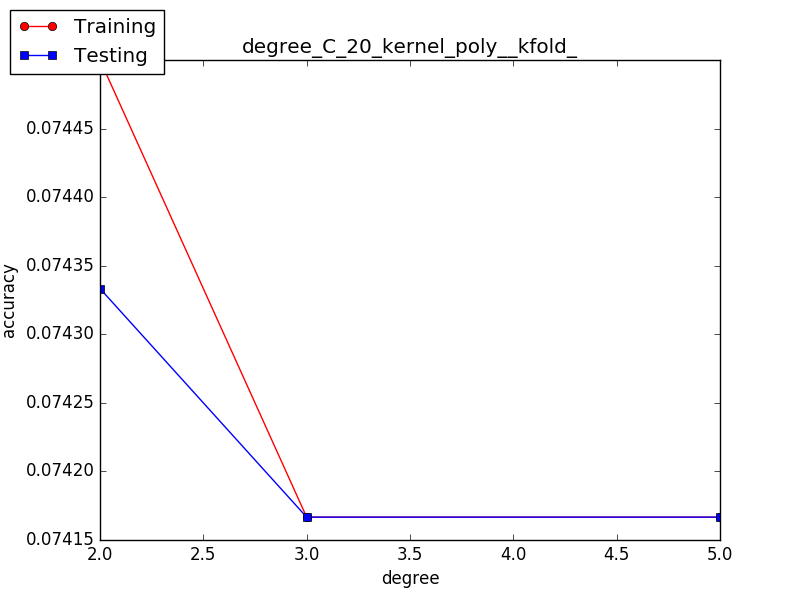 Training
Testing
degree_C_20_kernel_poly__kfold_
0.07445
0.07440
0.07435
0.07430
0.07425
0.07420
0.07415
accuracy
2.0 2.5 3.0 3.5 4.0 4.5 5.0
degree